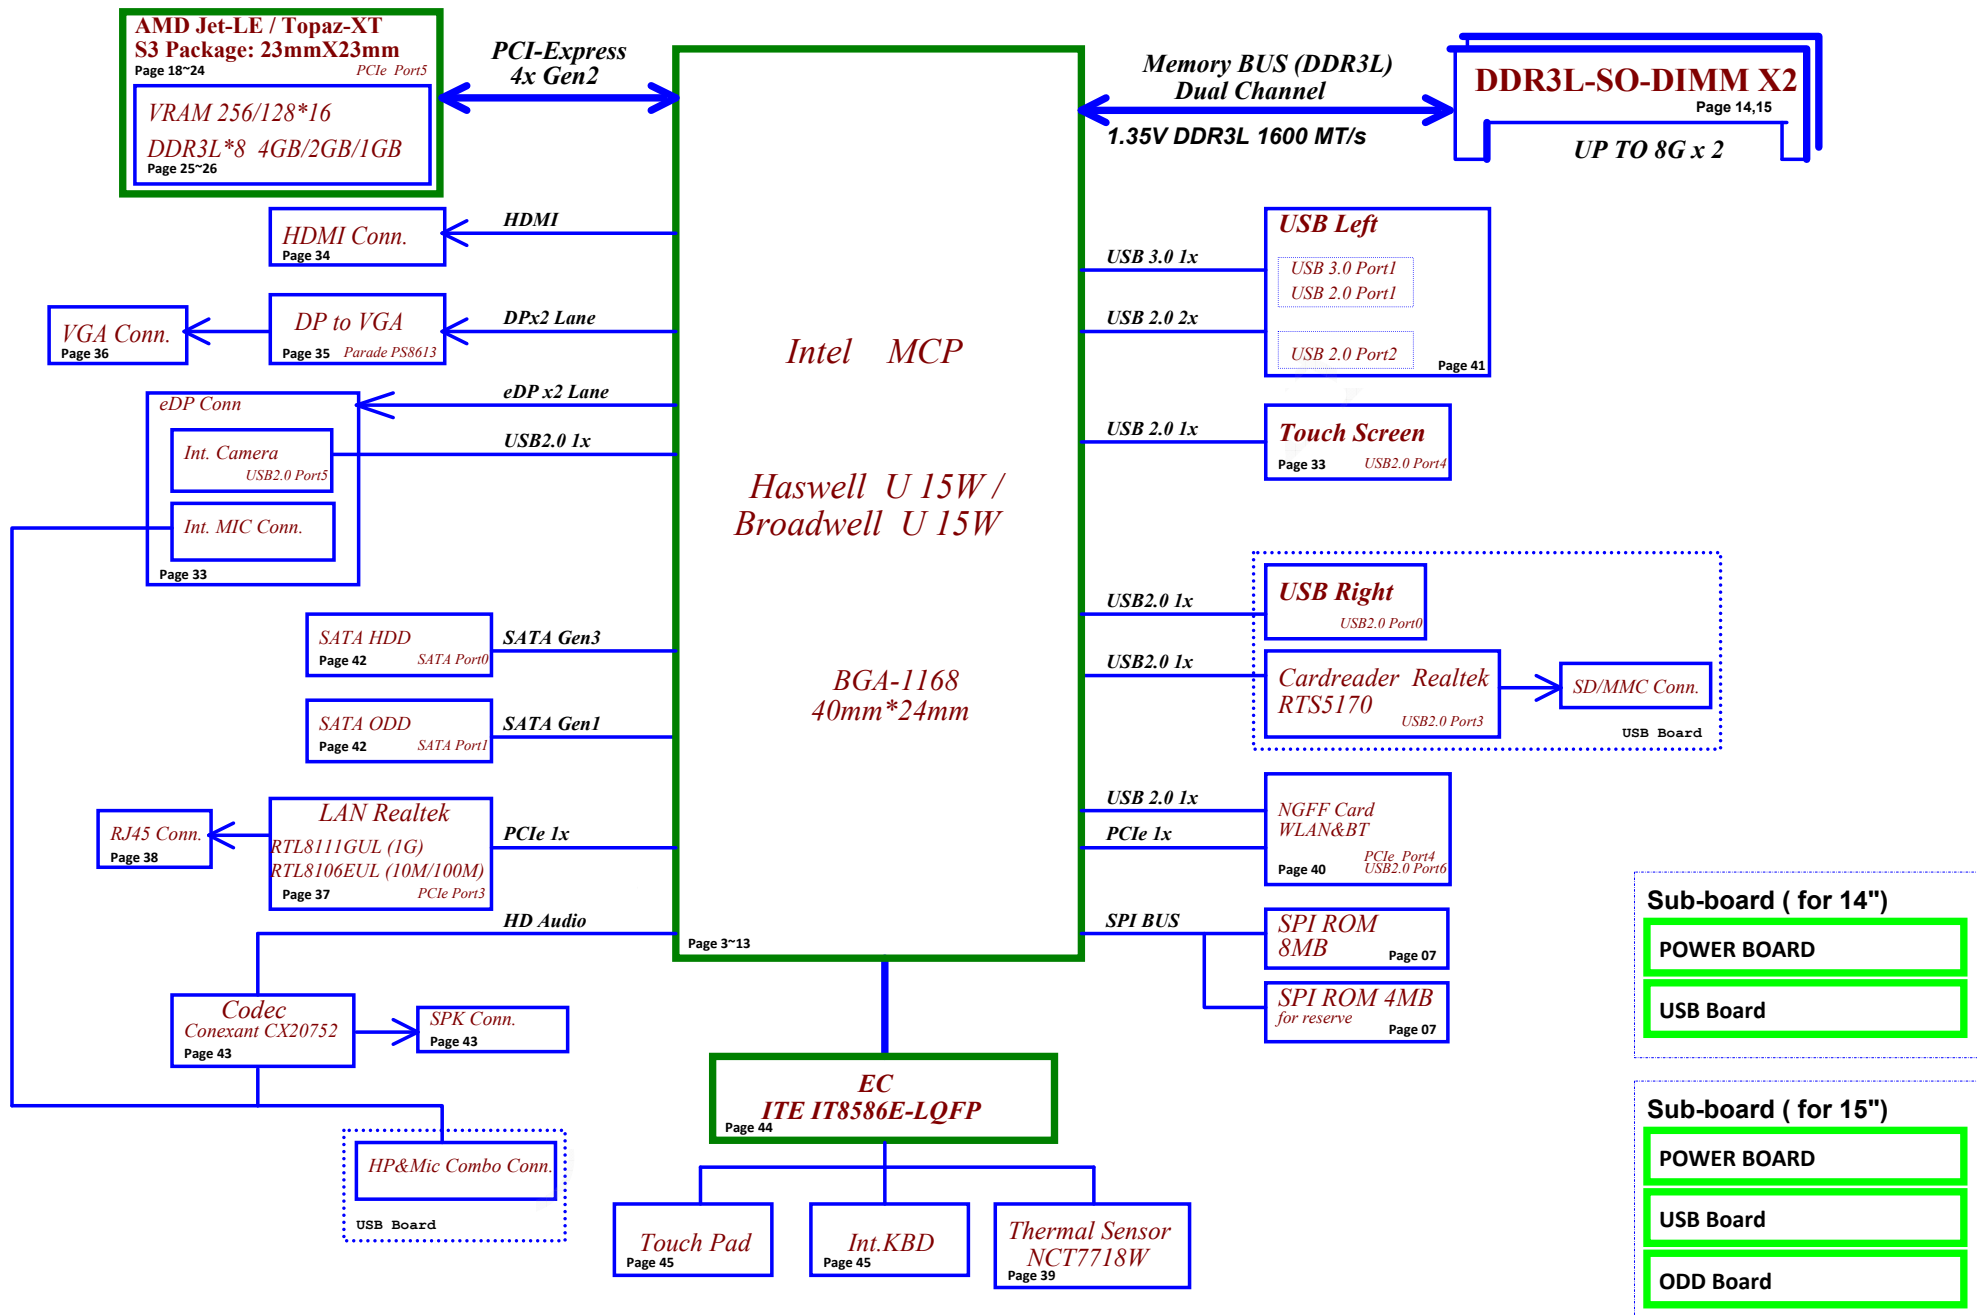 AMD Jet-LE / Topaz-XT
S3 Package: 23mmX23mm
Page 18~24
PCIe Port5
VRAM 256/128*16
DDR3L*8 4GB/2GB/1GB
Page 25~26
PCI-Express
4x Gen2
Memory BUS (DDR3L)
Dual Channel
1.35V DDR3L 1600 MT/s
DDR3L-SO-DIMM X2
Page 14,15
UP TO 8G x 2
HDMI Conn.
Page 34
HDMI
VGA Conn.
Page 36
DP to VGA
Page 35
Parade PS8613
DPx2 Lane
eDP Conn
Int. Camera
USB2.0 Port5
Int. MIC Conn.
Page 33
eDP x2 Lane
USB2.0 1x
SATA HDD
Page 42
SATA Port0
SATA Gen3
SATA ODD
Page 42
SATA Port1
SATA Gen1
RJ45 Conn.
Page 38
LAN Realtek
RTL8111GUL (1G)
RTL8106EUL (10M/100M)
Page 37
PCIe Port3
PCIe 1x
HD Audio
Codec
Conexant CX20752
Page 43
SPK Conn.
Page 43
HP&Mic Combo Conn.
USB Board
Intel MCP
Haswell U 15W /
Broadwell U 15W
BGA-1168
40mm*24mm
Page 3~13
EC
ITE IT8586E-LQFP
Page 44
Touch Pad
Page 45
Int.KBD
Page 45
Thermal Sensor
NCT7718W
Page 39
USB 3.0 1x
USB 2.0 2x
USB Left
USB 3.0 Port1
USB 2.0 Port1
USB 2.0 Port2
Page 41
USB 2.0 1x
Touch Screen
Page 33
USB2.0 Port4
USB2.0 1x
USB Right
USB2.0 Port0
USB2.0 1x
Cardreader Realtek
RTS5170
USB2.0 Port3
SD/MMC Conn.
USB Board
USB 2.0 1x
PCIe 1x
NGFF Card
WLAN&BT
PCIe Port4
USB2.0 Port6
Page 40
SPI BUS
SPI ROM
8MB
Page 07
SPI ROM 4MB
for reserve
Page 07
Sub-board ( for 14")
POWER BOARD
USB Board
Sub-board ( for 15")
POWER BOARD
USB Board
ODD Board